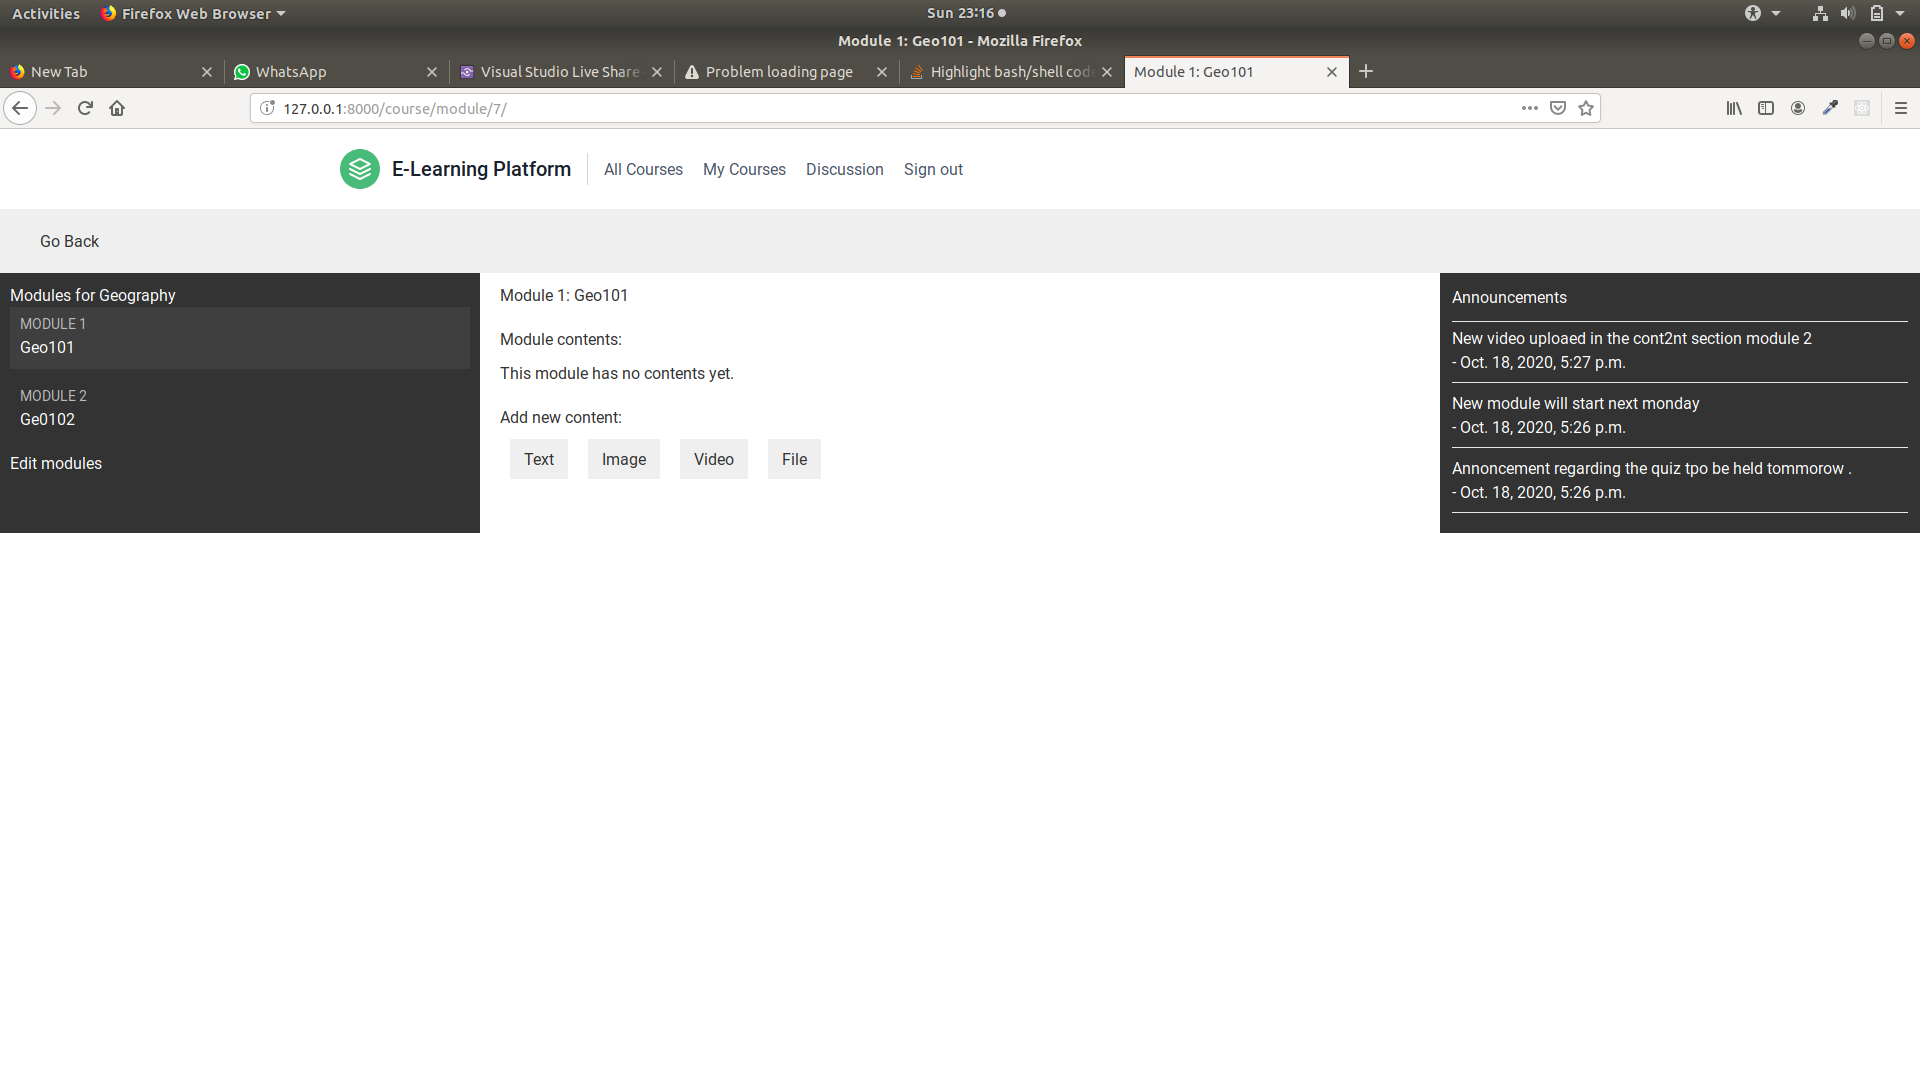 Activities
Firefox Web Browser
Sun 23:16
Module 1: Geo101 - Mozilla Firefox
New Tab
WhatsApp
Visual Studio Live Share
Problem loading page
Highlight bash/shell code
Module 1: Geo101
127.0.0.1:8000/course/module/7/
E-Learning Platform
All Courses
My Courses
Discussion
Sign out
Go Back
Modules for Geography
MODULE 1
Geo101
MODULE 2
Ge0102
Edit modules
Module 1: Geo101
Module contents:
This module has no contents yet.
Add new content:
Text
Image
Video
File
Announcements
New video uploaed in the cont2nt section module 2
- Oct. 18, 2020, 5:27 p.m.
New module will start next monday
- Oct. 18, 2020, 5:26 p.m.
Annoncement regarding the quiz tpo be held tommorow .
- Oct. 18, 2020, 5:26 p.m.